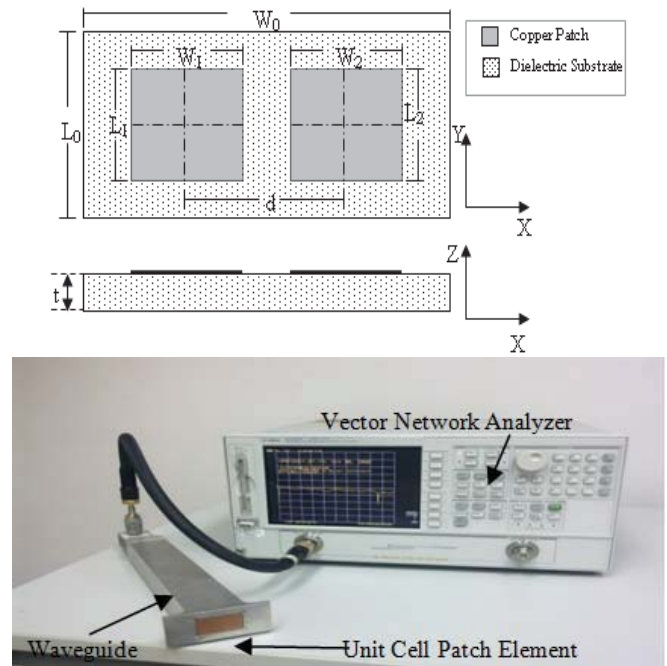 W0
W1
W2
Copper Patch
Dielectric Substrate
L0
L1
L2
Y
d
X
Z
t
X
Vector Network Analyzer
Waveguide
Unit Cell Patch Element